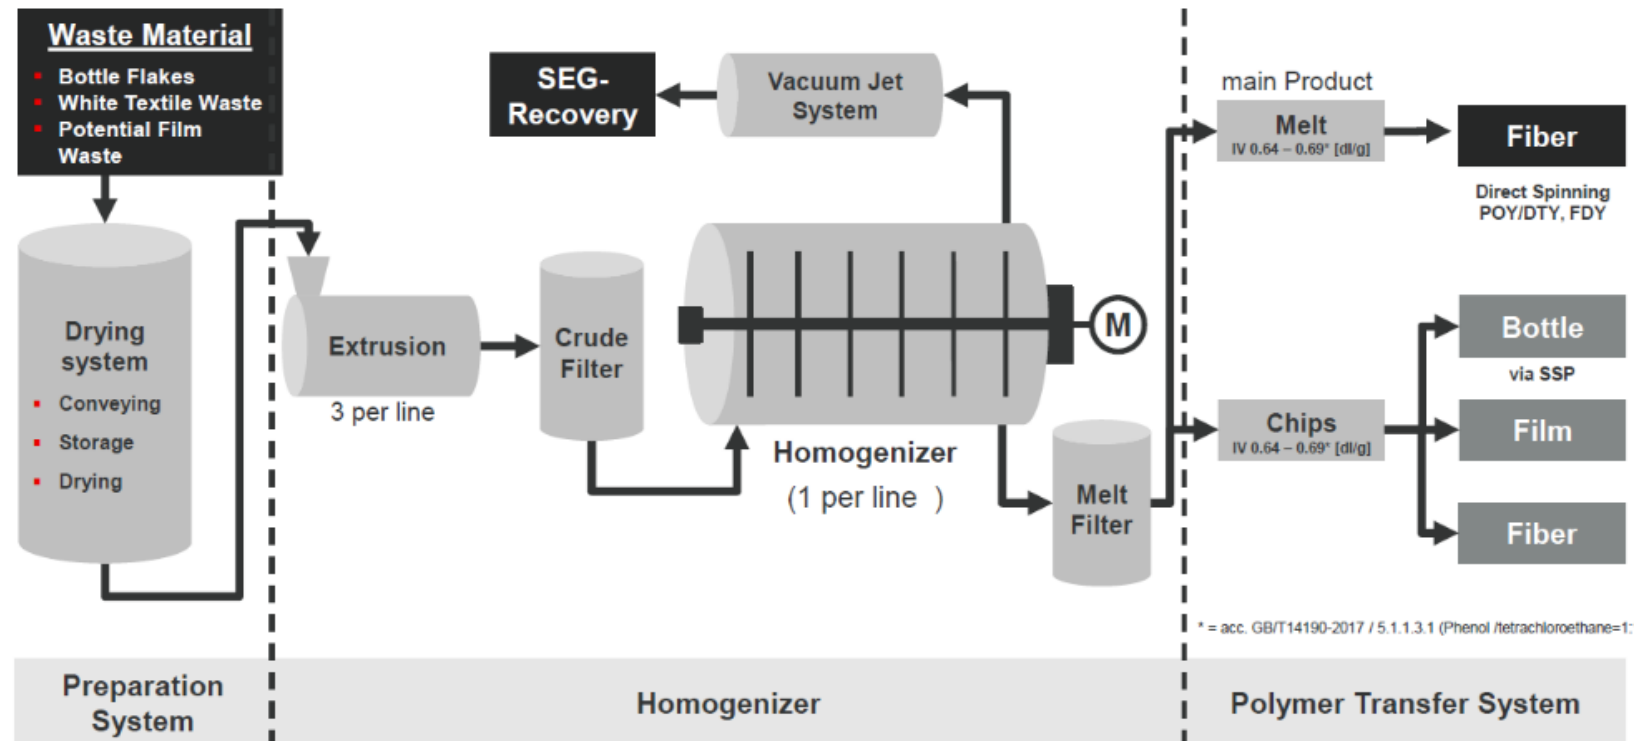 Waste Material
Bottle Flakes
White Textile Waste
Potential Film
Waste
Drying
system
Conveying
Storage
Drying
Extrusion
3 per line
Crude
Filter
SEG-
Recovery
Vacuum Jet
System
M
Homogenizer
(1 per line )
Melt
Filter
main Product
Melt
IV 0.64 – 0.69* [dl/g]
Fiber
Direct Spinning
POY/DTY, FDY
Chips
IV 0.64 – 0.69* [dl/g]
Bottle
via SSP
Film
Fiber
* = acc. GB/T14190-2017 / 5.1.1.3.1 (Phenol /tetrachloroethane=1:
Preparation
System
Homogenizer
Polymer Transfer System